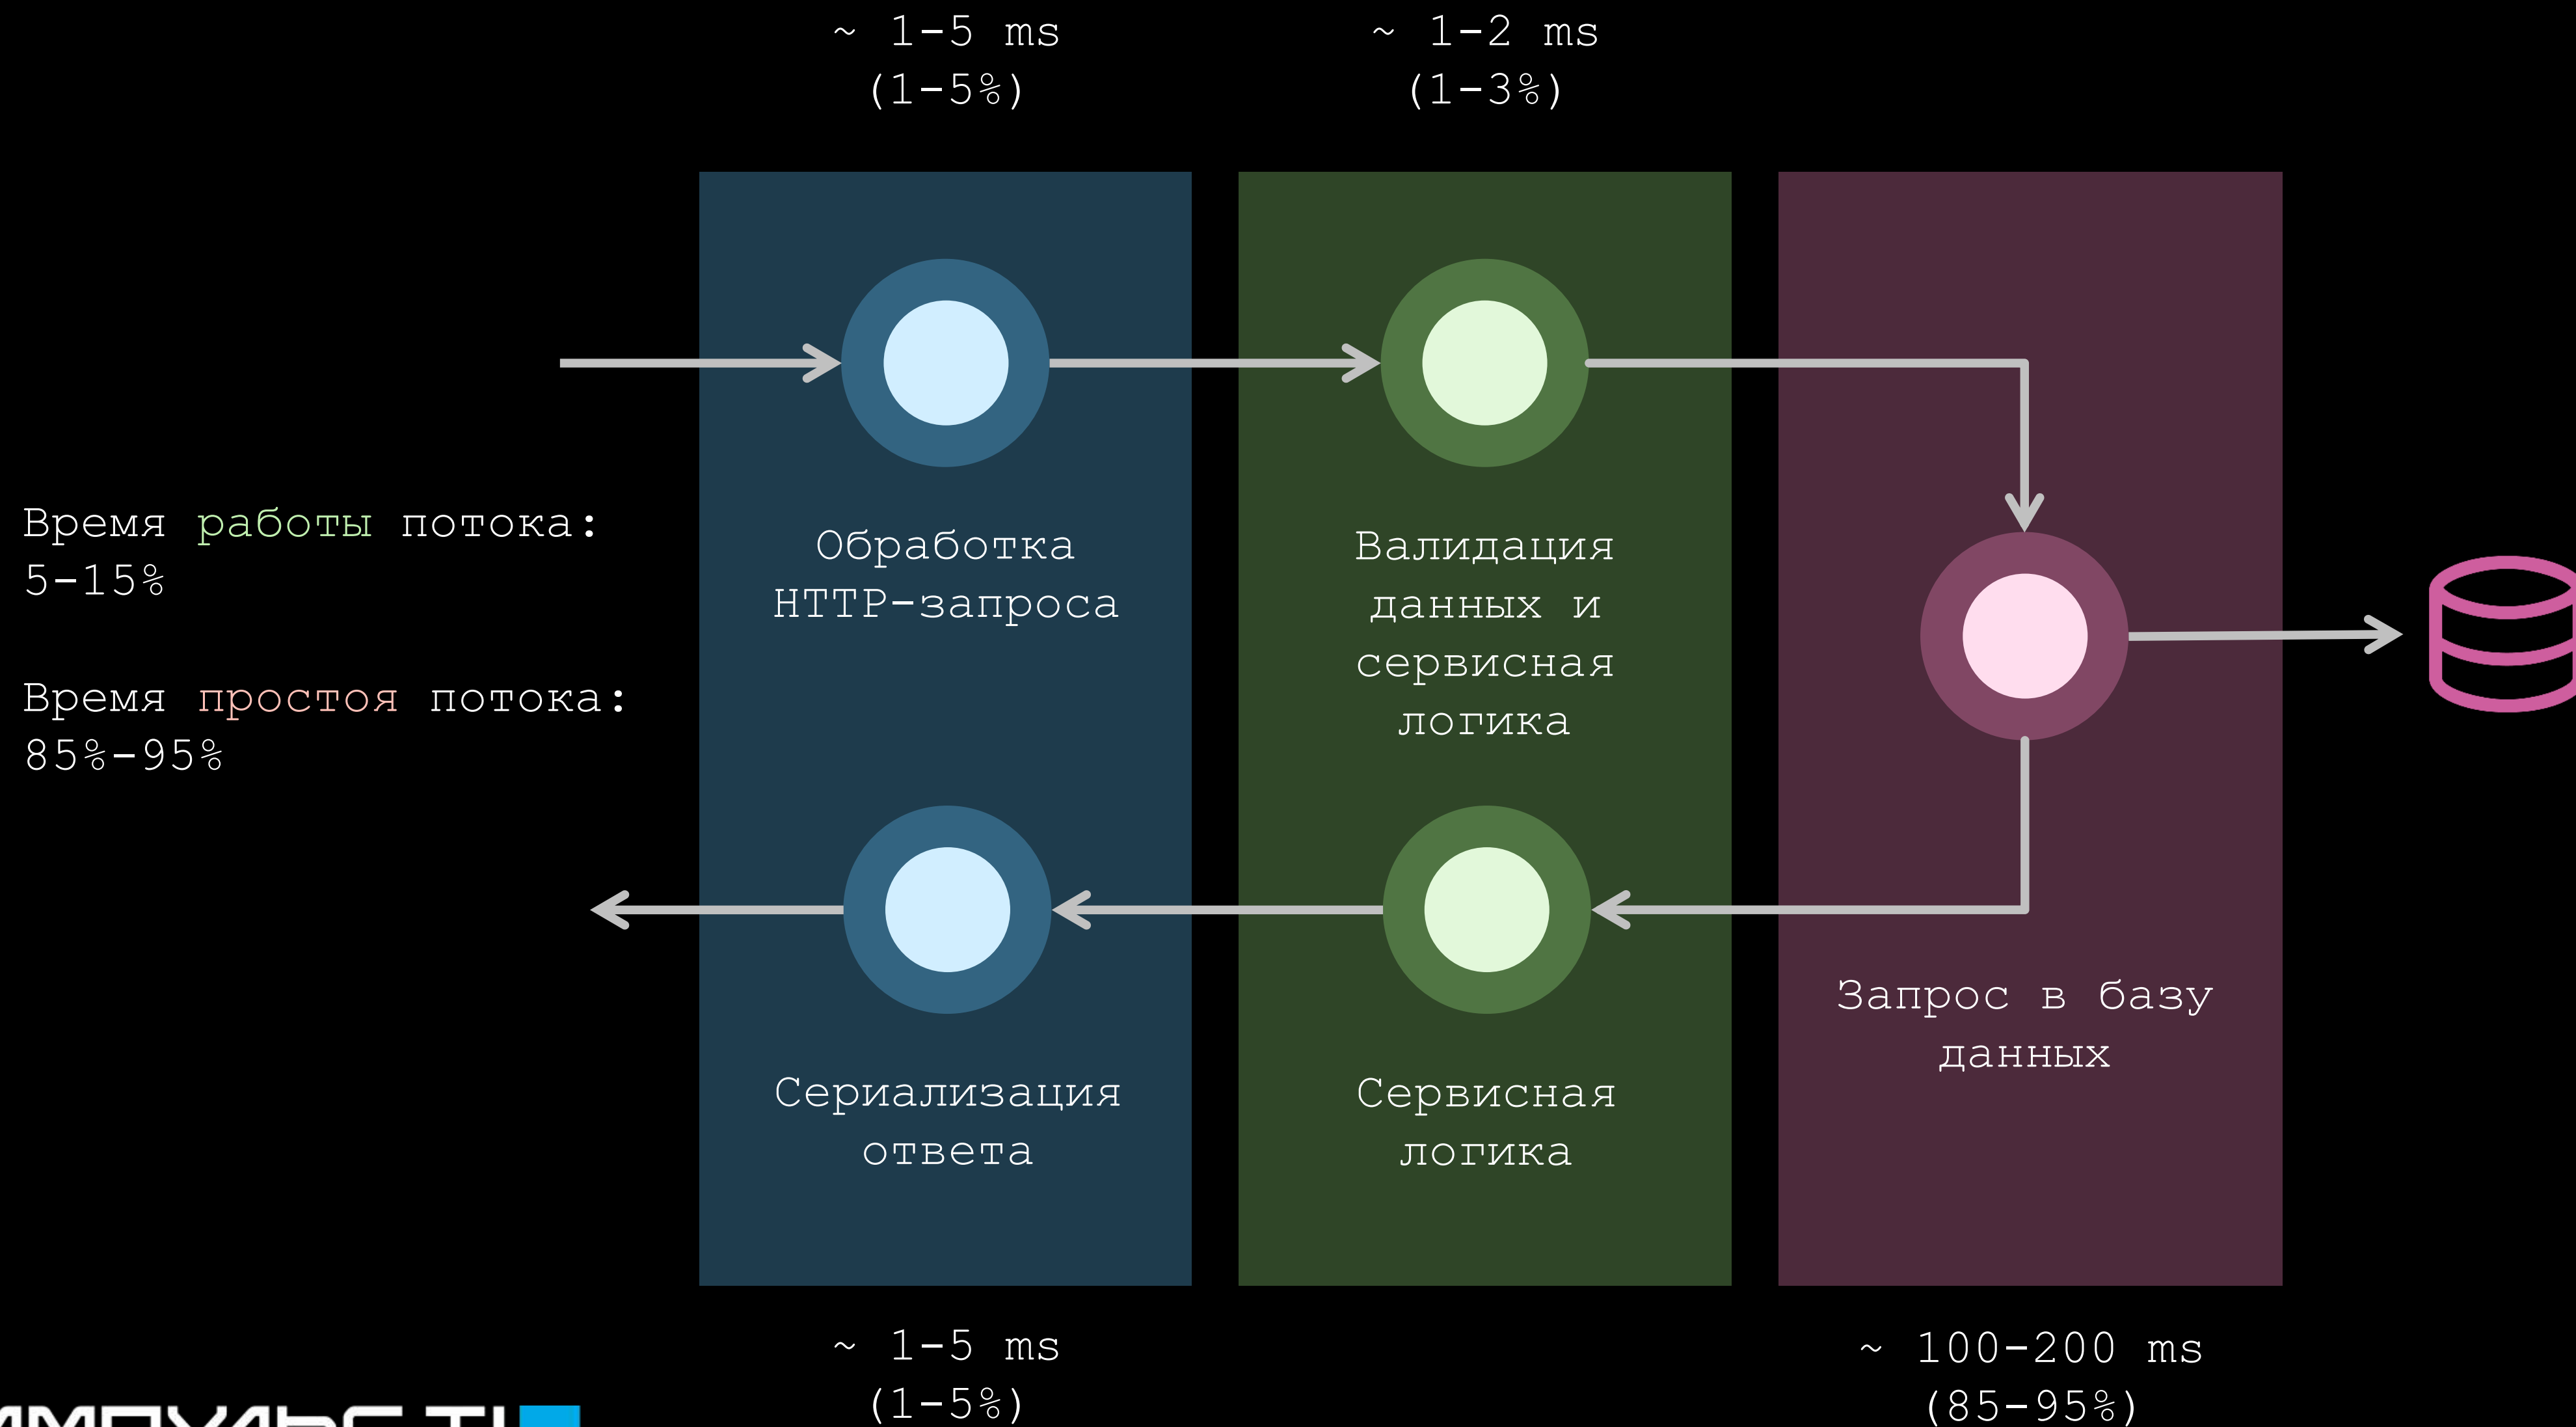 ~ 1-5 ms
(1-5%)
~ 1-2 ms
(1-3%)
Время работы потока:
5-15%
Время простоя потока:
85%-95%
Обработка
HTTP-запроса
Валидация
данных и
сервисная
логика
Сериализация
ответа
Сервисная
логика
Запрос в базу
данных
~ 1-5 ms
(1-5%)
~ 100-200 ms
(85-95%)